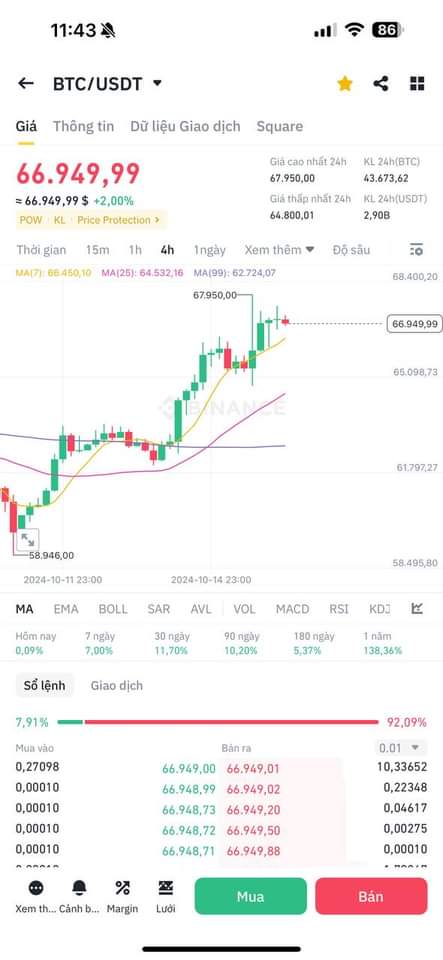 11:43
86
BTC/USDT
Giá Thông tin Dữ liệu Giao dịch Square
66.949,99
≈ 66.949,99 $ +2,00%
POW · KL · Price Protection
Giá cao nhất 24h KL 24h(BTC)
67.950,00 43.673,62
Giá thấp nhất 24h KL 24h(USDT)
64.800,01 2,90B
Thời gian 15m 1h 4h 1ngày Xem thêm Độ sâu
MA(7): 66.450,10 MA(25): 64.532,16 MA(99): 62.724,07
68.400,20
67.950,00
66.949,99
65.098,73
BINANCE
61.797,27
58.946,00
58.495,80
2024-10-11 23:00 2024-10-14 23:00
MA EMA BOLL SAR AVL VOL MACD RSI KDJ
Hôm nay 7 ngày 30 ngày 90 ngày 180 ngày 1 năm
0,09% 7,00% 11,70% 10,20% 5,37% 138,36%
Sổ lệnh Giao dịch
7,91% 92,09%
Mua vào Bán ra 0.01
0,27098 66.949,00 66.949,01 10,33652
0,00010 66.948,99 66.949,02 0,22348
0,00010 66.948,73 66.949,20 0,04617
0,00010 66.948,72 66.949,50 0,00275
0,00010 66.948,71 66.949,88 0,00010
Xem th... Cảnh b... Margin Lưới Mua Bán